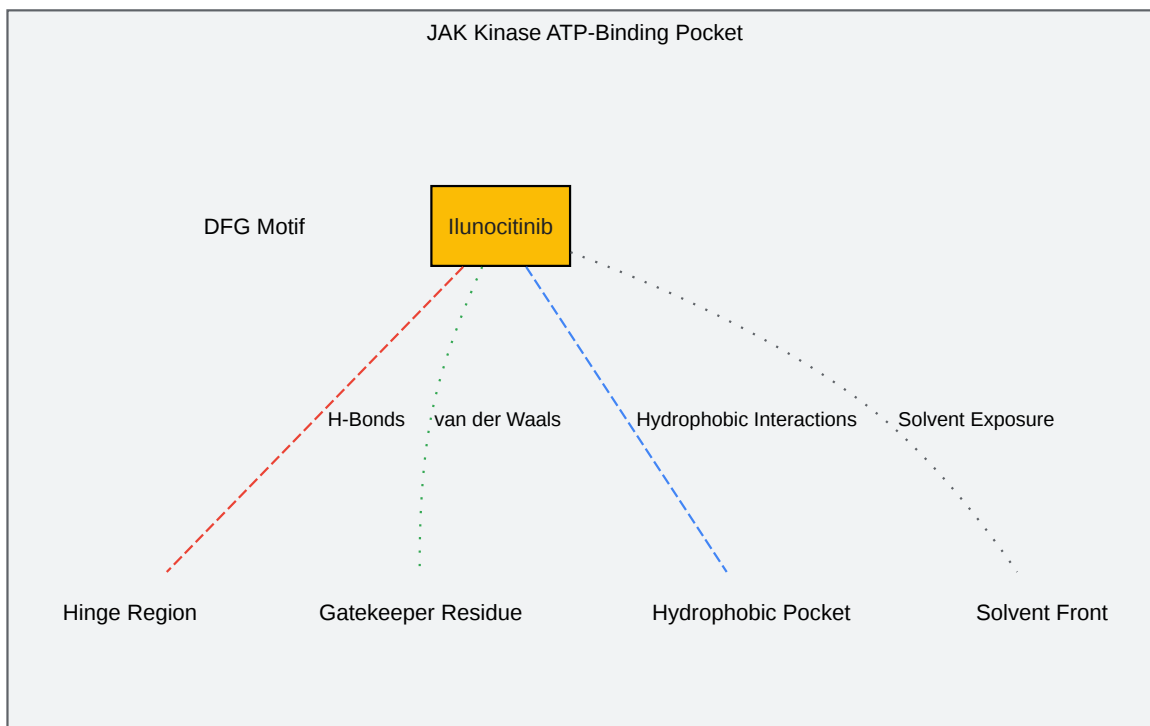 JAK Kinase ATP-Binding Pocket
DFG Motif
Ilunocitinib
H-Bonds
van der Waals
Hydrophobic Interactions
Solvent Exposure
Hinge Region
Gatekeeper Residue
Hydrophobic Pocket
Solvent Front